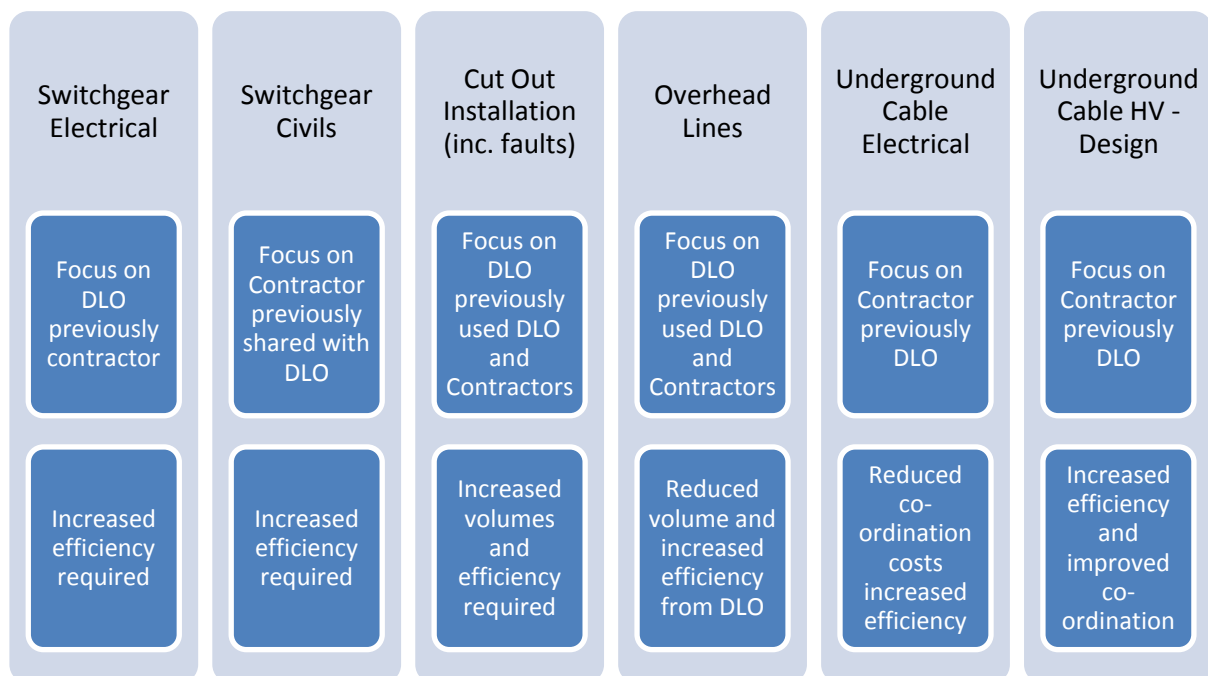 Switchgear
Electrical
Focus on
DLO
previously
contractor
Increased
efficiency
required
Switchgear
Civils
Focus on
Contractor
previously
shared with
DLO
Increased
efficiency
required
Cut Out
Installation
(inc. faults)
Focus on
DLO
previously
used DLO
and
Contractors
Increased
volumes
and
efficiency
required
Overhead
Lines
Focus on
DLO
previously
used DLO
and
Contractors
Reduced
volume and
increased
efficiency
from DLO
Underground
Cable
Electrical
Focus on
Contractor
previously
DLO
Reduced
co-
ordination
costs
increased
efficiency
Underground
Cable HV -
Design
Focus on
Contractor
previously
DLO
Increased
efficiency
and
improved
co-
ordination